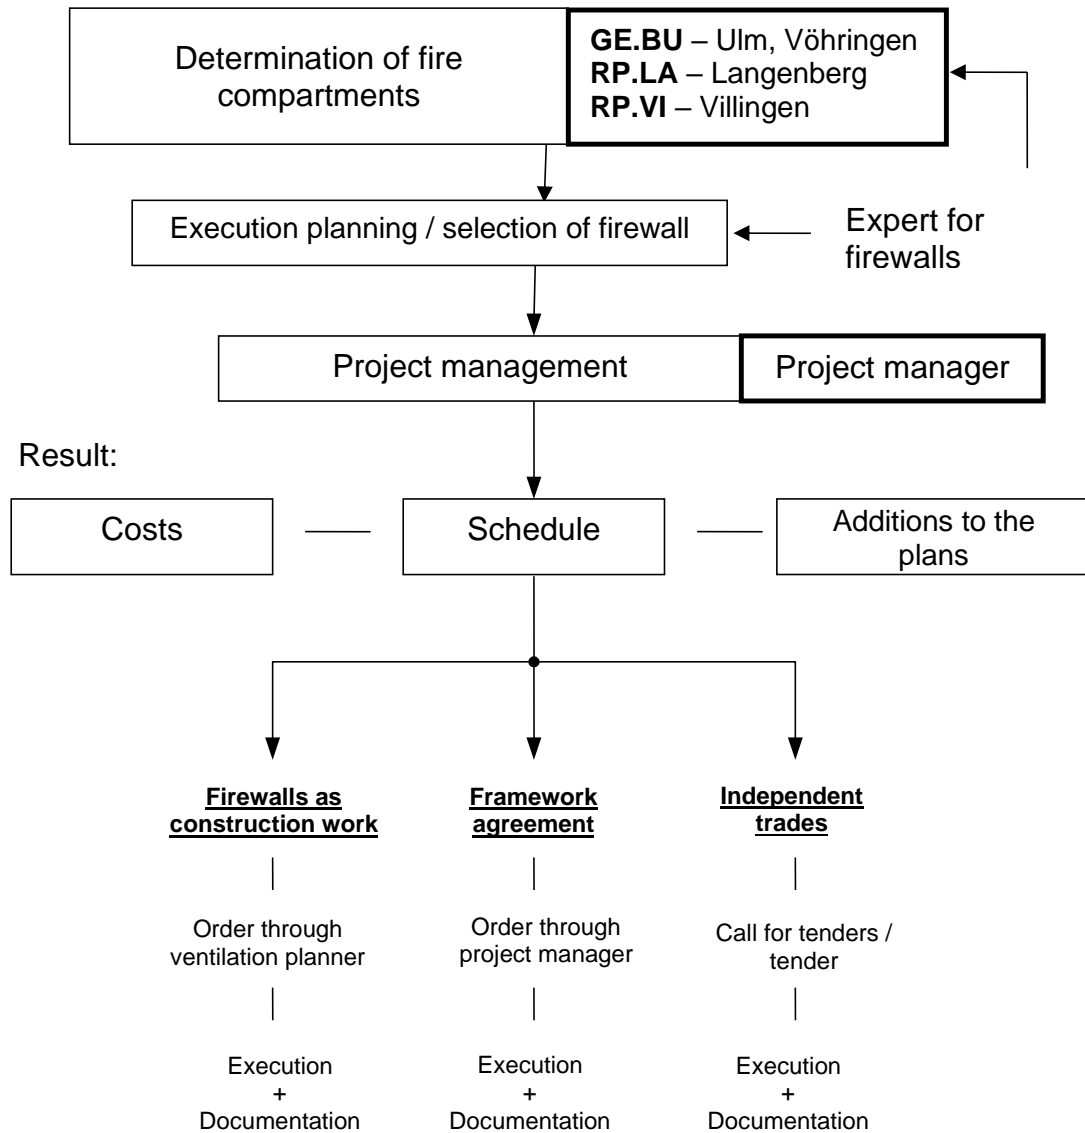 Determination of fire
compartments
GE.BU – Ulm, Vöhringen
RP.LA – Langenberg
RP.VI – Villingen
Execution planning / selection of firewall
Expert for
firewalls
Project management
Project manager
Result:
Costs
Schedule
Additions to the
plans
Firewalls as
construction work
Framework
agreement
Independent
trades
Order through
ventilation planner
Order through
project manager
Call for tenders /
tender
Execution
+
Documentation
Execution
+
Documentation
Execution
+
Documentation